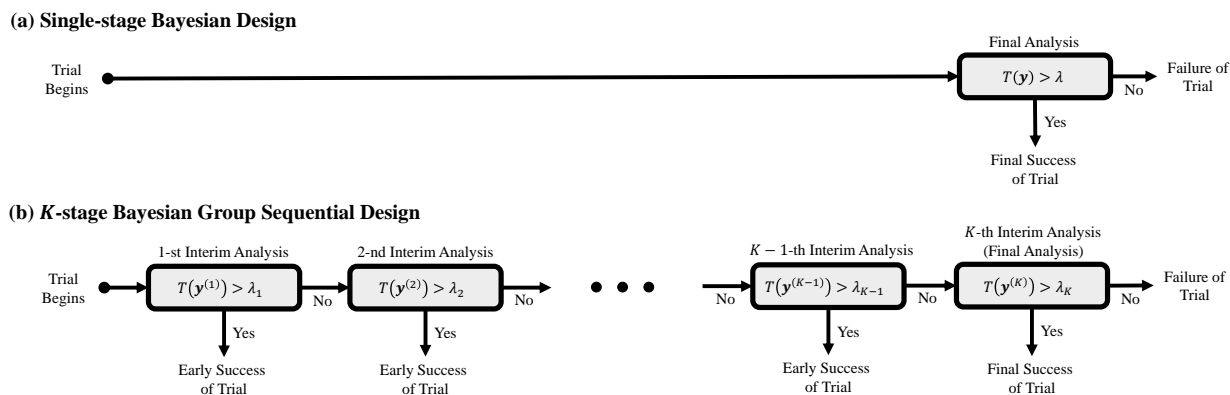 (a) Single-stage Bayesian Design
Final Analysis
Trial
Begins
T(y) > λ
No
Failure of
Trial
Yes
Final Success
of Trial
(b) K-stage Bayesian Group Sequential Design
1-st Interim Analysis
2-nd Interim Analysis
K − 1-th Interim Analysis
K-th Interim Analysis
(Final Analysis)
Trial
Begins
T(y⁽¹⁾) > λ₁
No
T(y⁽²⁾) > λ₂
No
No
T(y⁽ᴷ⁻¹⁾) > λ_{K−1}
No
T(y⁽ᴷ⁾) > λ_K
No
Failure of
Trial
Yes
Yes
Yes
Yes
Early Success
of Trial
Early Success
of Trial
Early Success
of Trial
Final Success
of Trial